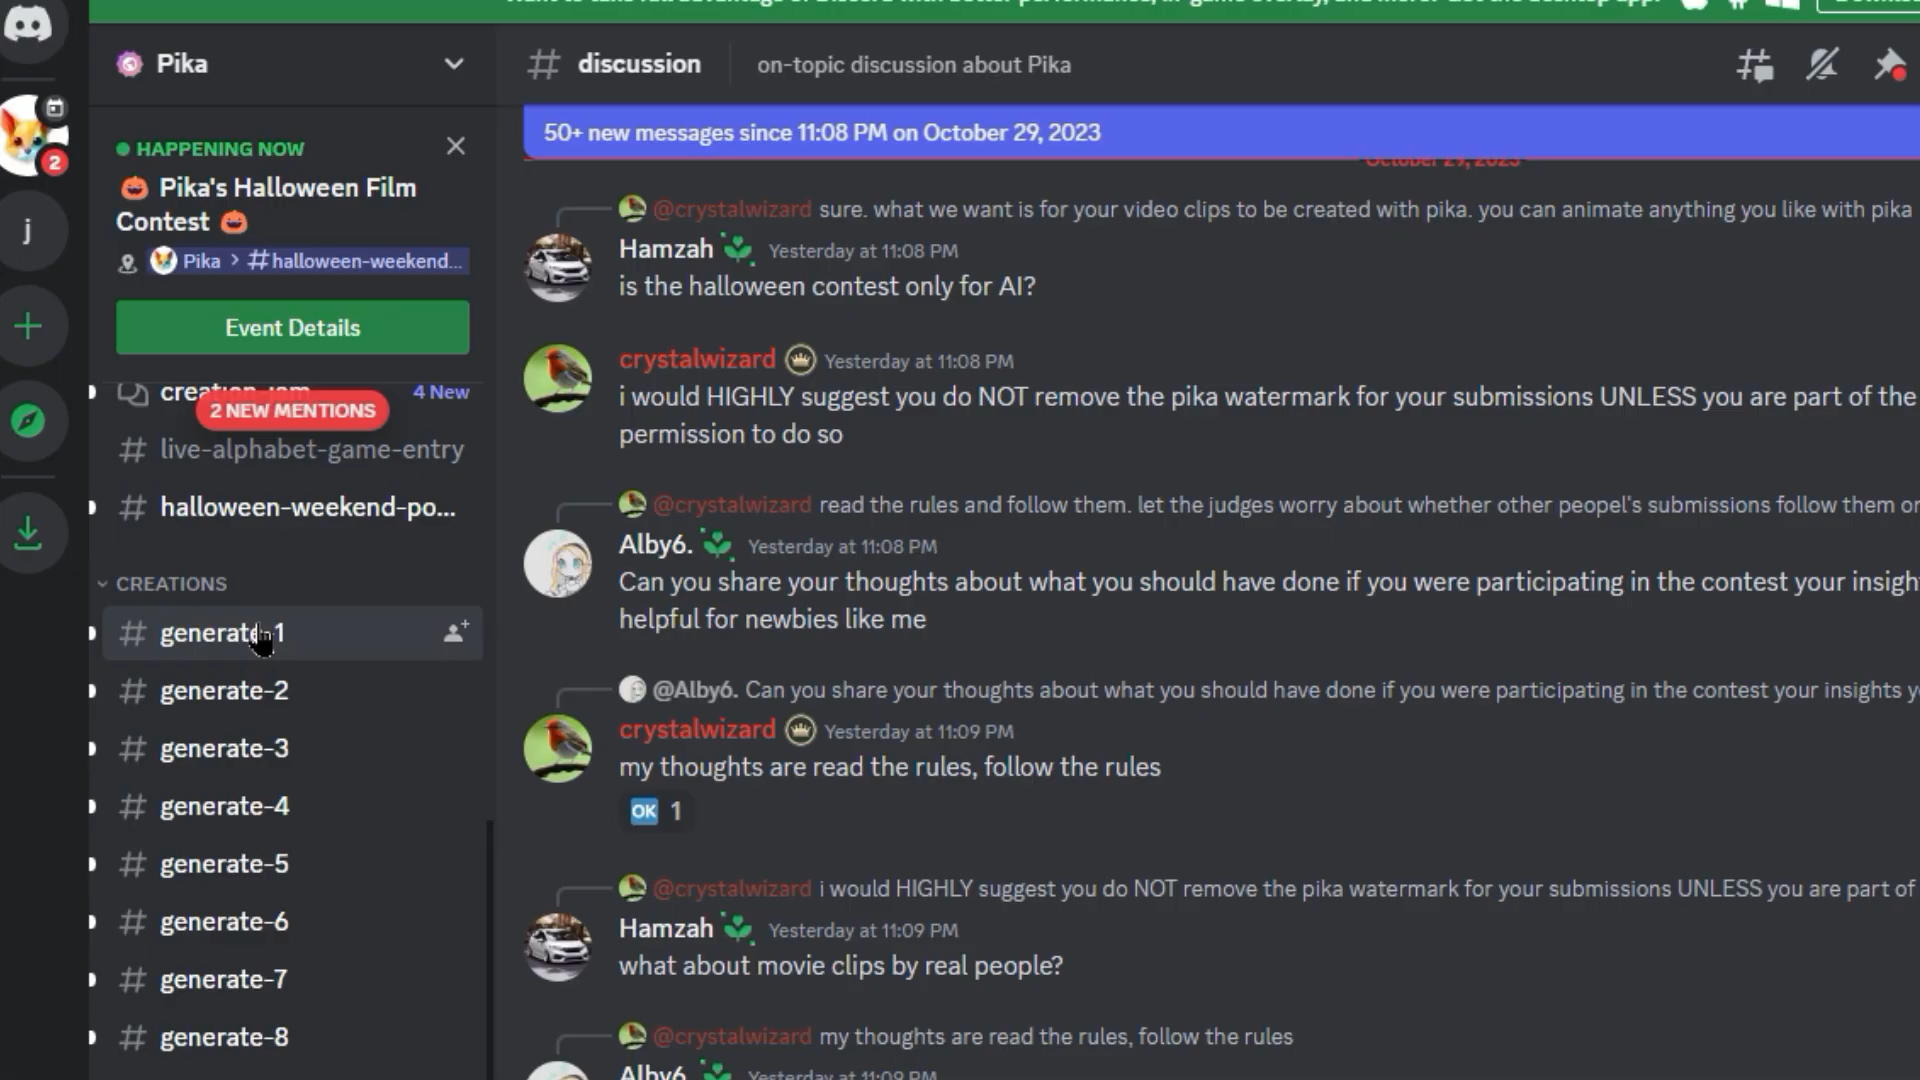 Pika
HAPPENING NOW
Pika's Halloween Film
Contest
Pika > #halloween-weekend...
Event Details
4 New
2 NEW MENTIONS
# live-alphabet-game-entry
# halloween-weekend-po...
CREATIONS
# generate-1
# generate-2
# generate-3
# generate-4
# generate-5
# generate-6
# generate-7
# generate-8
2
j
# discussion
on-topic discussion about Pika
50+ new messages since 11:08 PM on October 29, 2023
October 29, 2023
@crystalwizard sure. what we want is for your video clips to be created with pika. you can animate anything you like with pika
Hamzah Yesterday at 11:08 PM
is the halloween contest only for AI?
crystalwizard Yesterday at 11:08 PM
i would HIGHLY suggest you do NOT remove the pika watermark for your submissions UNLESS you are part of the
permission to do so
@crystalwizard read the rules and follow them. let the judges worry about whether other peopel's submissions follow them or
Alby6. Yesterday at 11:08 PM
Can you share your thoughts about what you should have done if you were participating in the contest your insigh
helpful for newbies like me
@Alby6. Can you share your thoughts about what you should have done if you were participating in the contest your insights y
crystalwizard Yesterday at 11:09 PM
my thoughts are read the rules, follow the rules
OK 1
@crystalwizard i would HIGHLY suggest you do NOT remove the pika watermark for your submissions UNLESS you are part of
Hamzah Yesterday at 11:09 PM
what about movie clips by real people?
@crystalwizard my thoughts are read the rules, follow the rules
Alby6. Yesterday at 11:09 PM